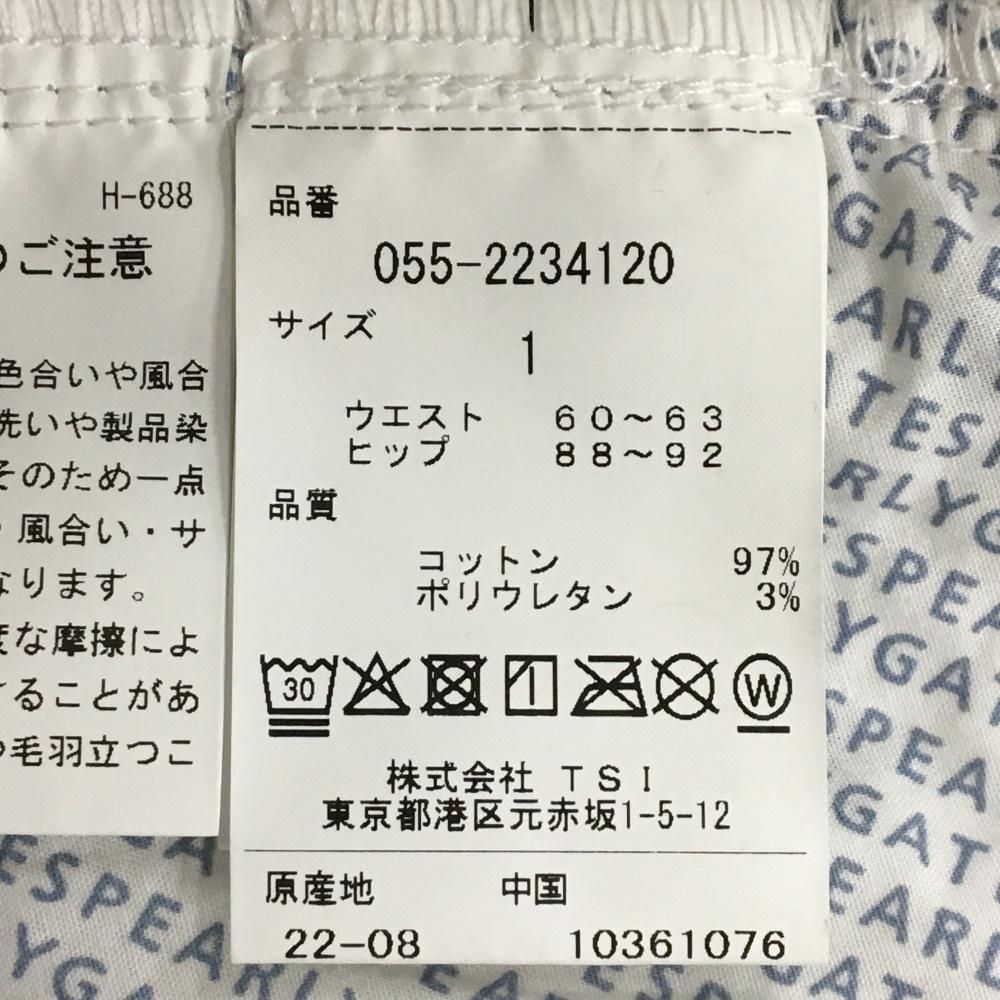 H-688
ご注意
色合いや風合
洗いや製品染
そのため一点
風合い・サ
なります。
度な摩擦によ
することがあ
毛羽立つこ
品番
055-2234120
サイズ
1
ウエスト 60～63
ヒップ 88～92
品質
コットン 97%
ポリウレタン 3%
30
W
株式会社 TSI
東京都港区元赤坂1-5-12
原産地 中国
22-08 10361076
PEARLYGATES